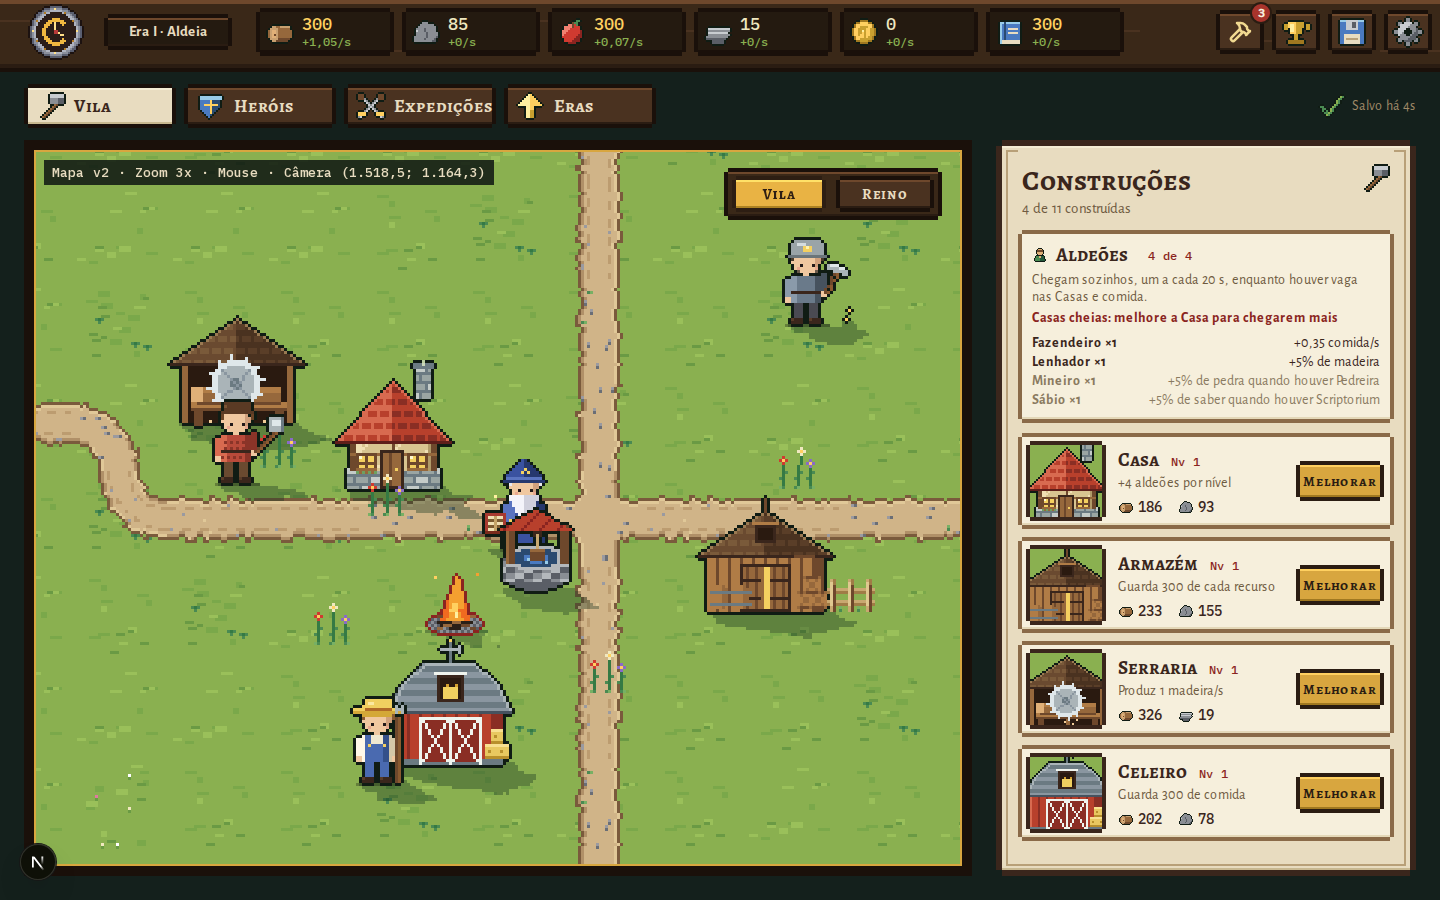 Era I · Aldeia
300
+1,05/s
85
+0/s
300
+0,07/s
15
+0/s
0
+0/s
300
+0/s
3
Vila
Heróis
Expedições
Eras
Salvo há 4s
Mapa v2 · Zoom 3x · Mouse · Câmera (1.518,5; 1.164,3)
Vila
Reino
Construções
4 de 11 construídas
Aldeões 4 de 4
Chegam sozinhos, um a cada 20 s, enquanto houver vaga
nas Casas e comida.
Casas cheias: melhore a Casa para chegarem mais
Fazendeiro ×1 +0,35 comida/s
Lenhador ×1 +5% de madeira
Mineiro ×1 +5% de pedra quando houver Pedreira
Sábio ×1 +5% de saber quando houver Scriptorium
Casa Nv 1
+4 aldeões por nível
186 93
Melhorar
Armazém Nv 1
Guarda 300 de cada recurso
233 155
Melhorar
Serraria Nv 1
Produz 1 madeira/s
326 19
Melhorar
Celeiro Nv 1
Guarda 300 de comida
202 78
Melhorar
N